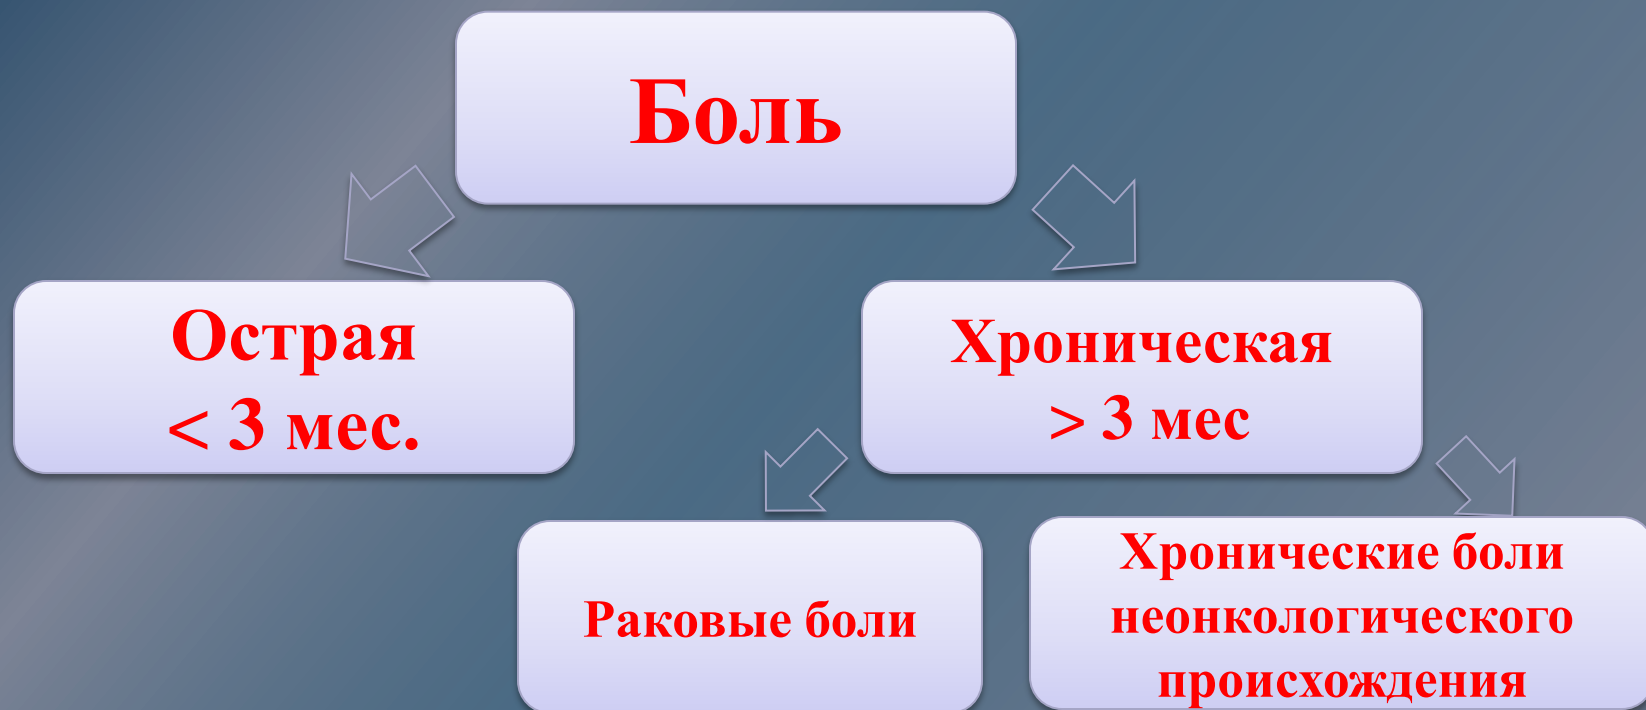 Боль
Острая
< 3 мес.
Хроническая
> 3 мес
Раковые боли
Хронические боли
неонкологического
происхождения